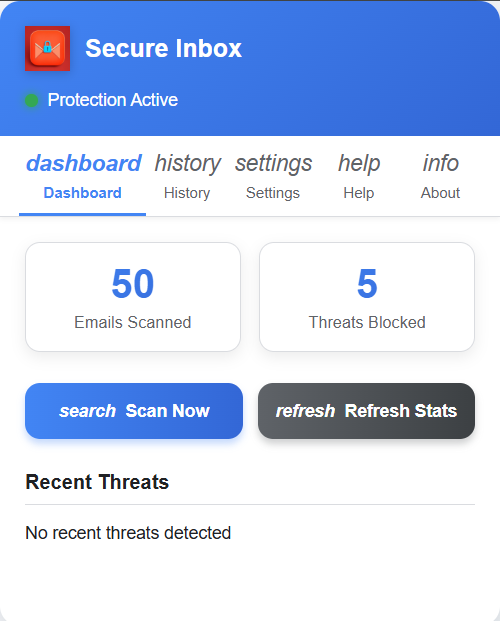 Secure Inbox
Protection Active
dashboard history settings help info
Dashboard History Settings Help About
50 5
Emails Scanned Threats Blocked
search Scan Now refresh Refresh Stats
Recent Threats
No recent threats detected